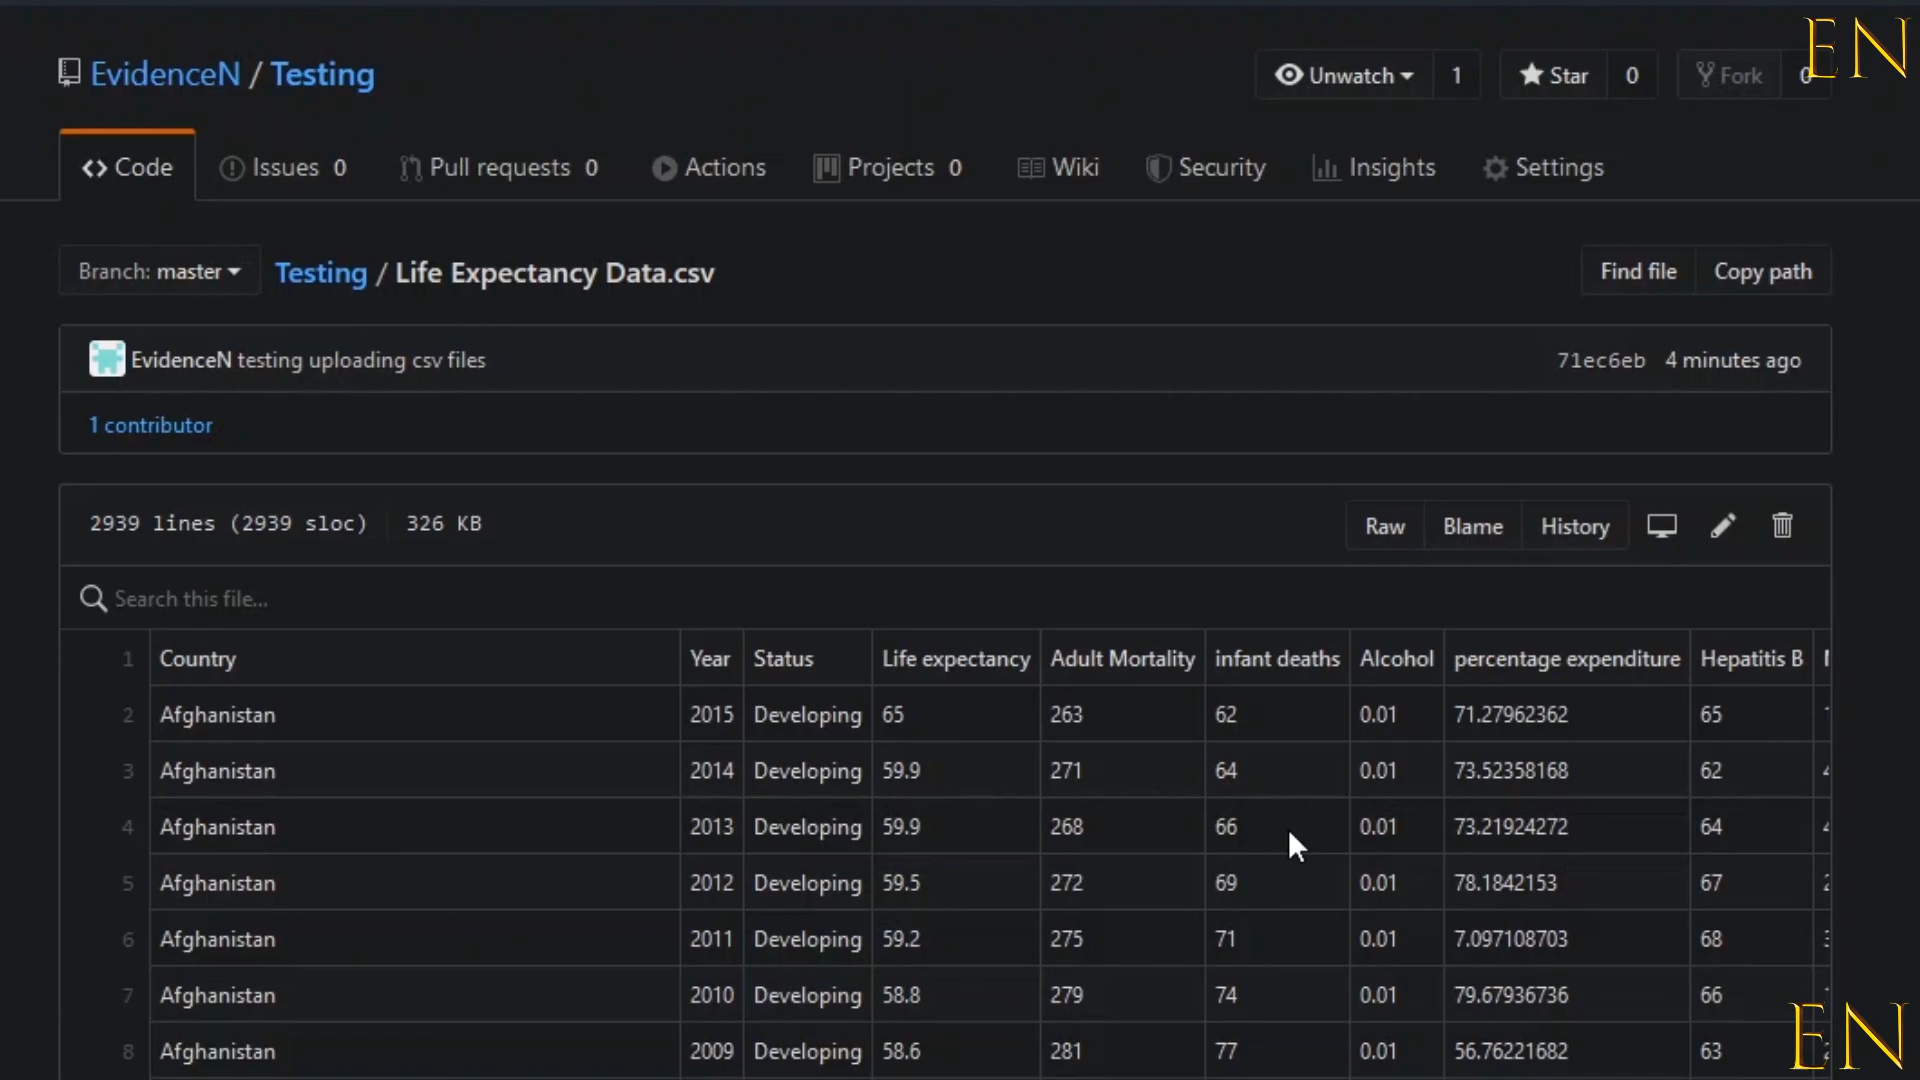 EN
EvidenceN / Testing
Unwatch 1 Star 0 Fork 0
Code Issues 0 Pull requests 0 Actions Projects 0 Wiki Security Insights Settings
Branch: master Testing / Life Expectancy Data.csv Find file Copy path
EvidenceN testing uploading csv files 71ec6eb 4 minutes ago
1 contributor
2939 lines (2939 sloc) 326 KB Raw Blame History
Search this file...
1 Country Year Status Life expectancy Adult Mortality infant deaths Alcohol percentage expenditure Hepatitis B
2 Afghanistan 2015 Developing 65 263 62 0.01 71.27962362 65
3 Afghanistan 2014 Developing 59.9 271 64 0.01 73.52358168 62
4 Afghanistan 2013 Developing 59.9 268 66 0.01 73.21924272 64
5 Afghanistan 2012 Developing 59.5 272 69 0.01 78.1842153 67
6 Afghanistan 2011 Developing 59.2 275 71 0.01 7.097108703 68
7 Afghanistan 2010 Developing 58.8 279 74 0.01 79.67936736 66
8 Afghanistan 2009 Developing 58.6 281 77 0.01 56.76221682 63
EN